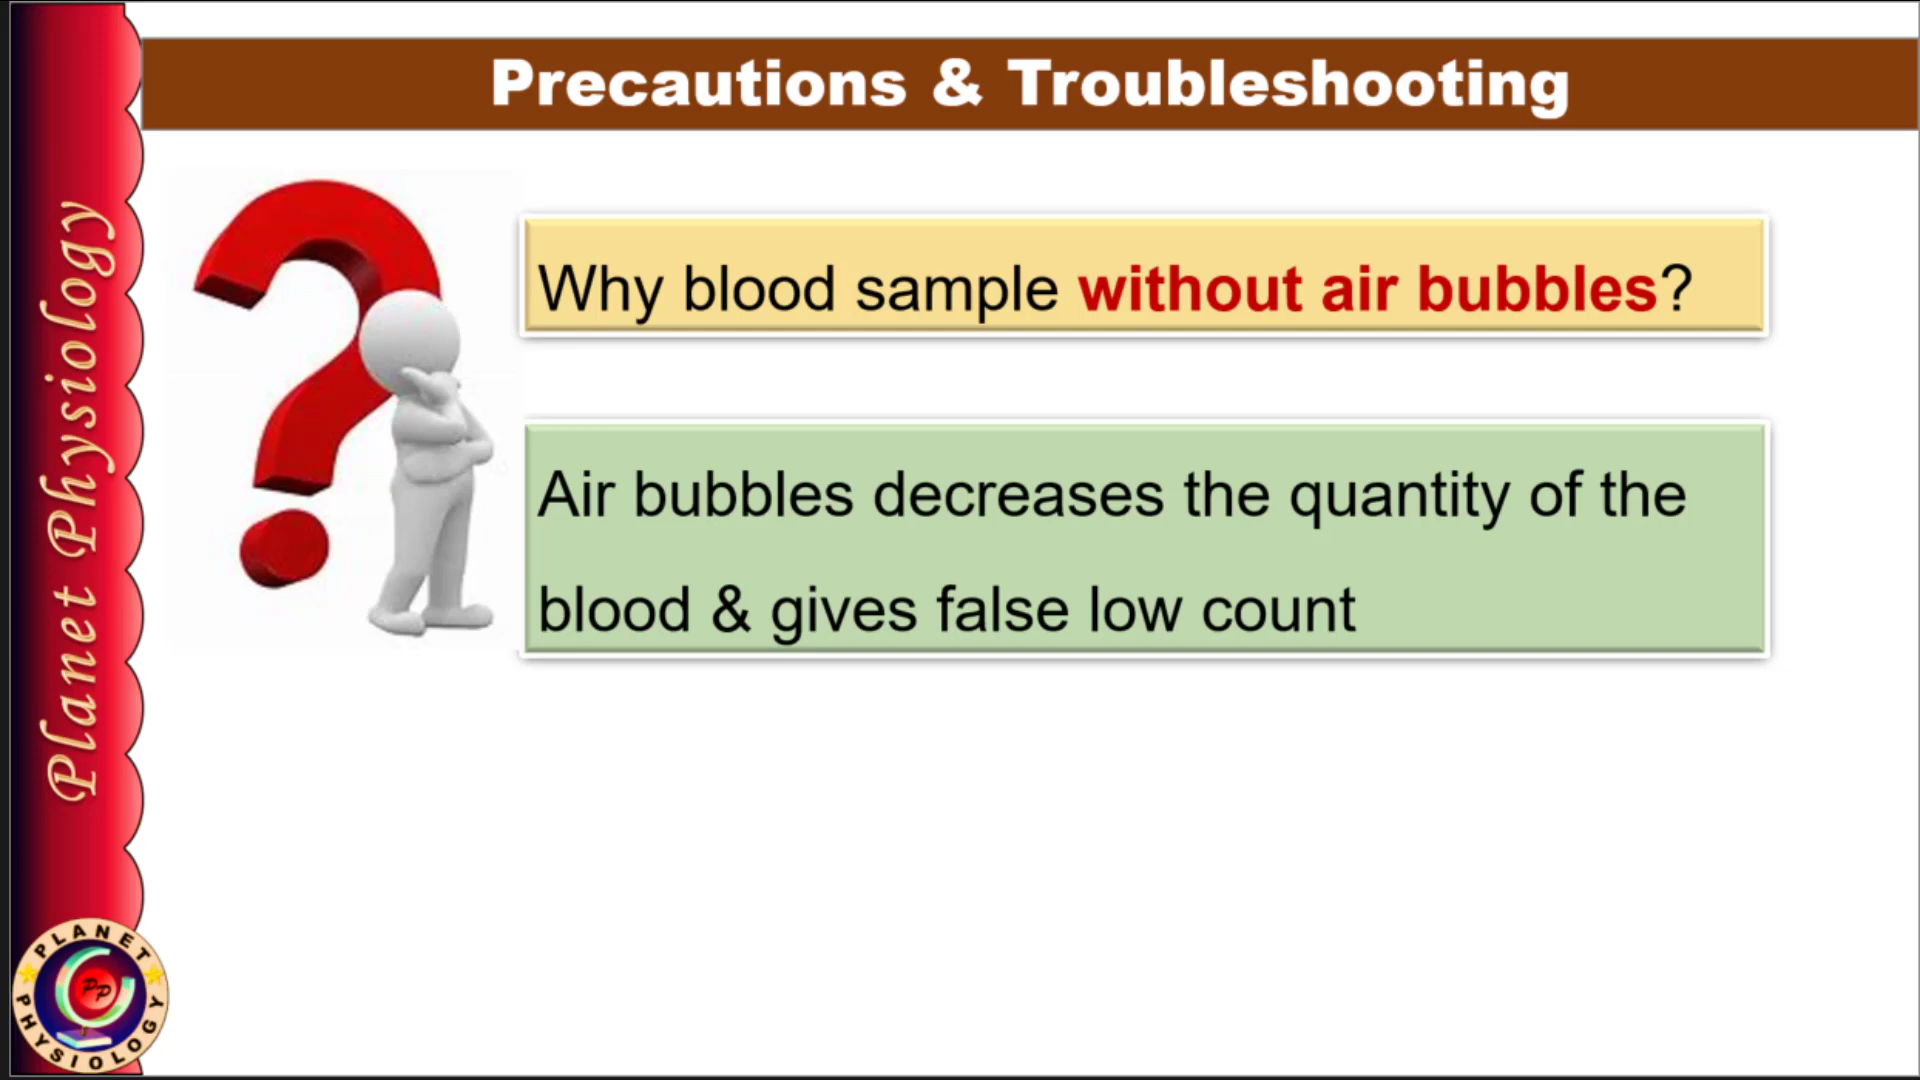 Precautions & Troubleshooting
Planet Physiology
Why blood sample without air bubbles?
Air bubbles decreases the quantity of the
blood & gives false low count
PLANET
PP
PHYSIOLOGY